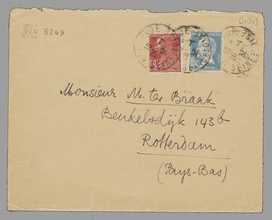 5249
Monsieur M. ter Braak
Beukelsdijk 143b
Rotterdam
(Pays-Bas)